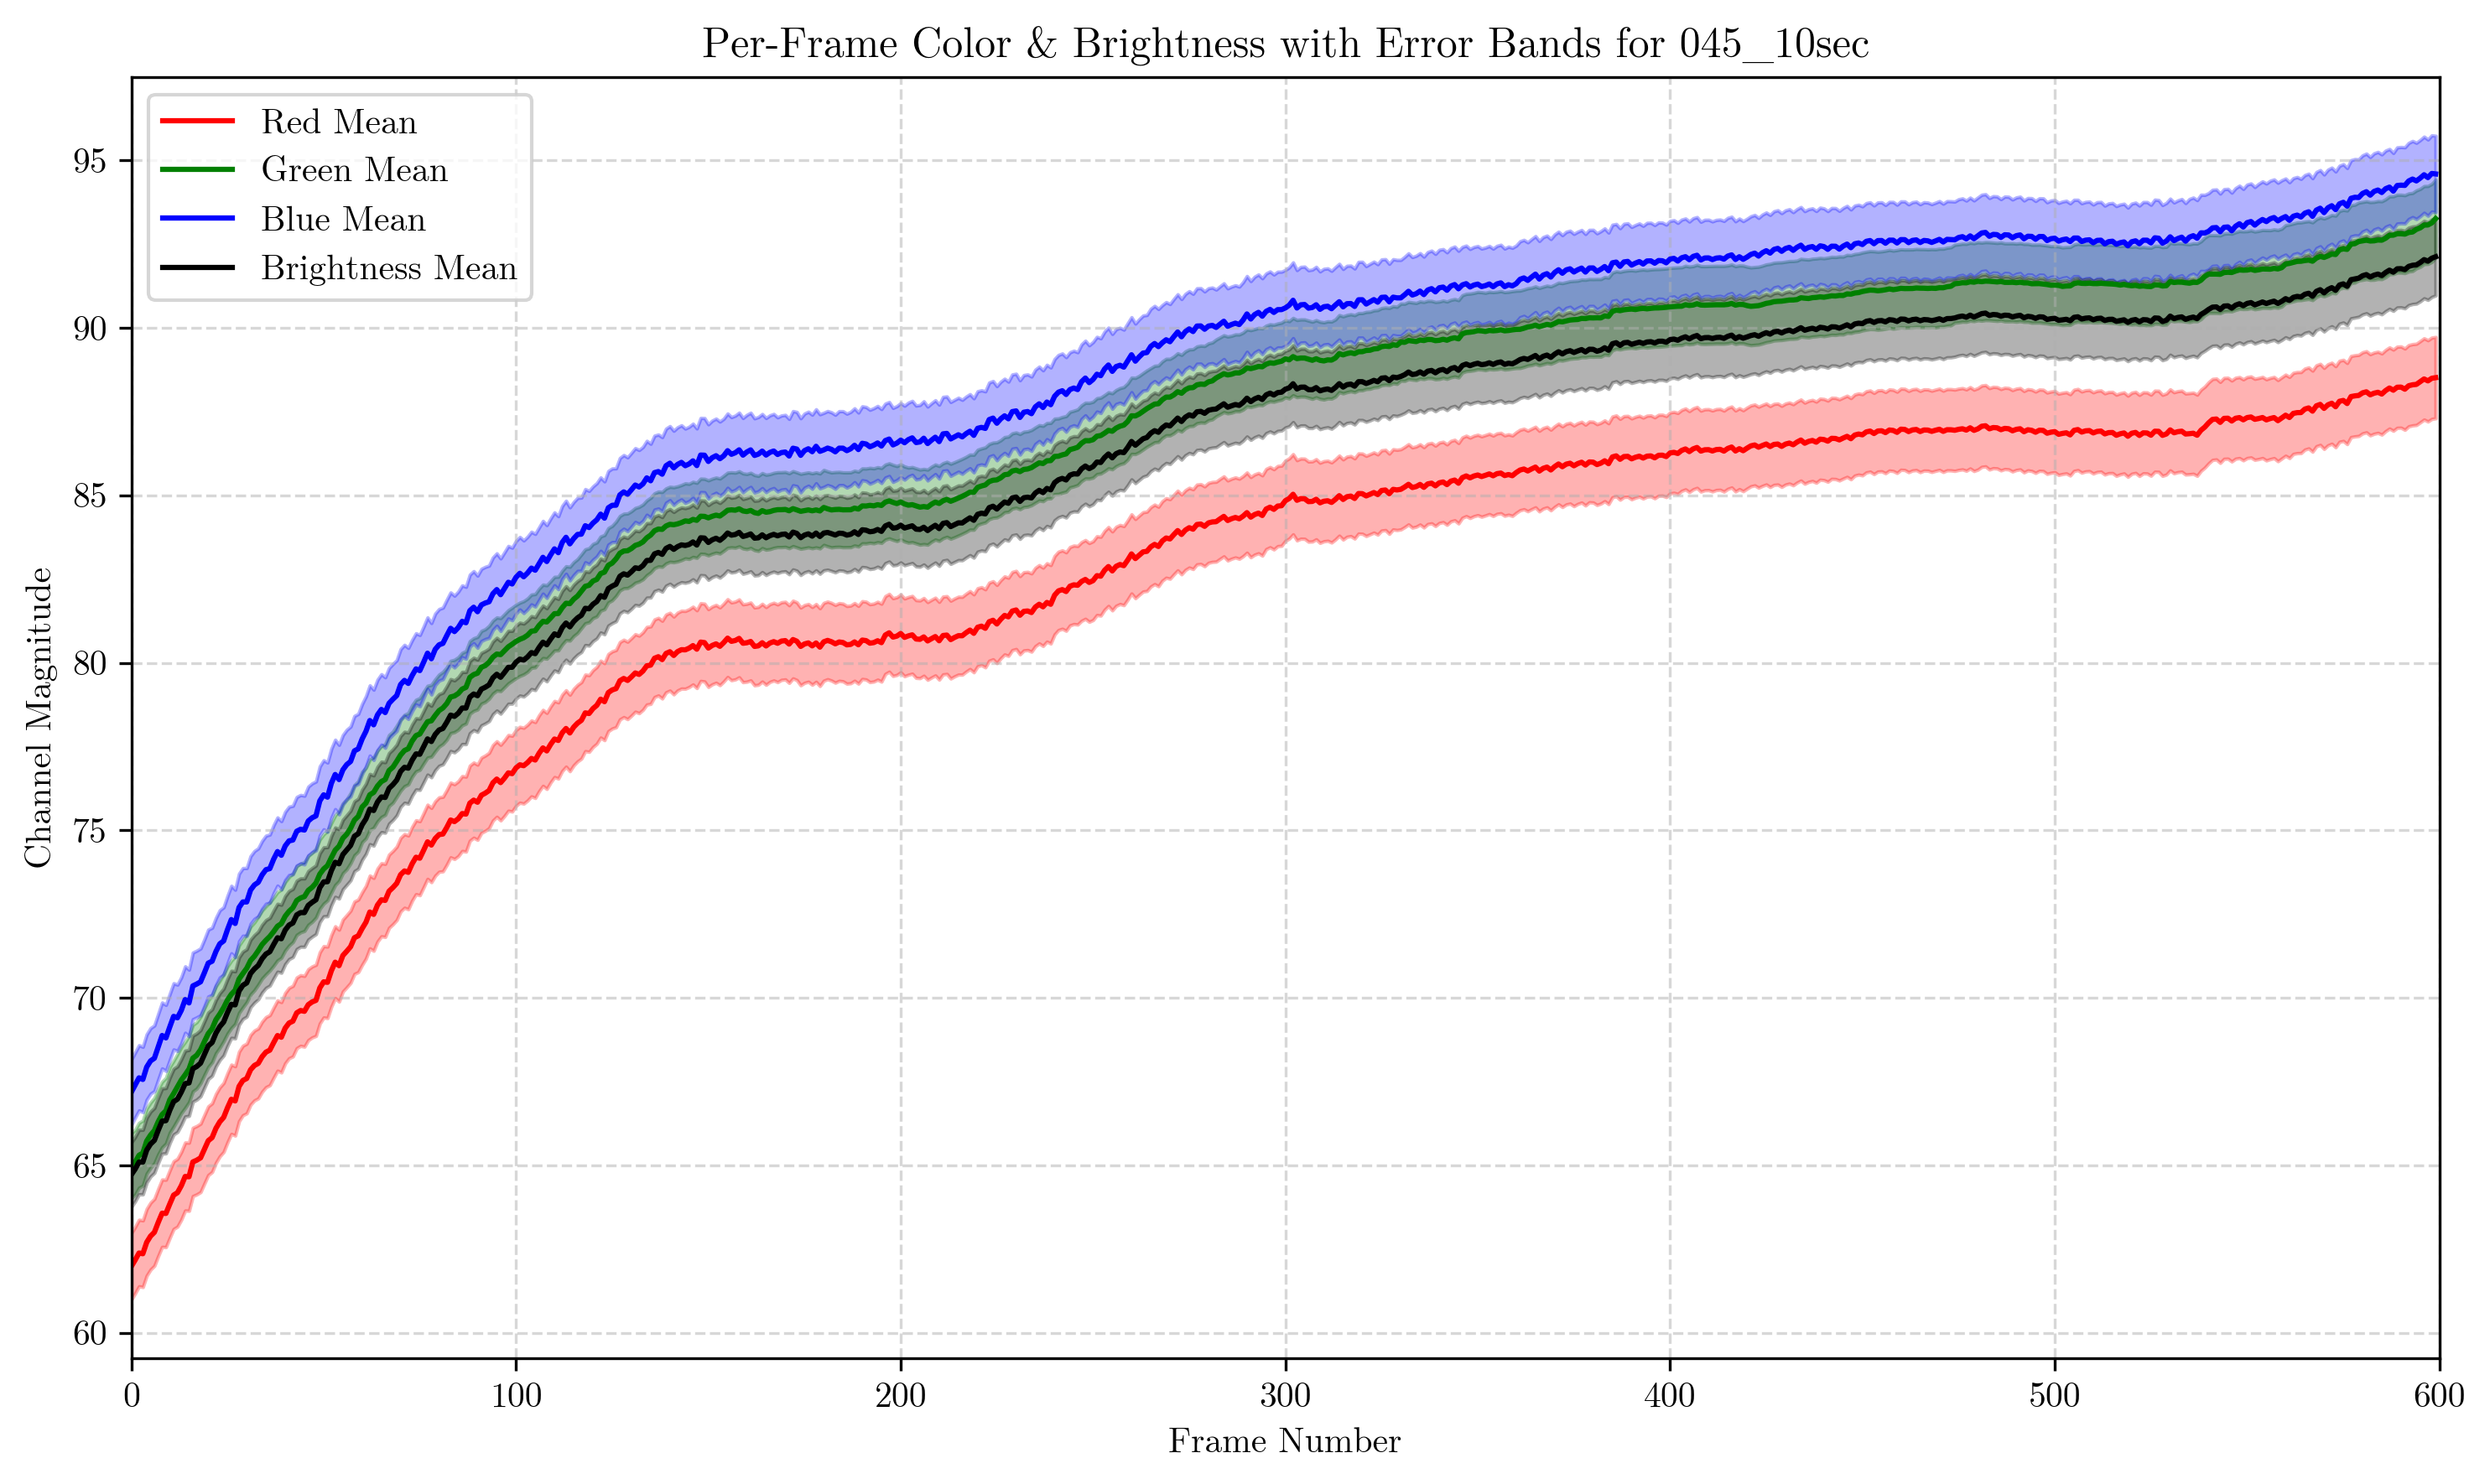 Per-Frame Color & Brightness with Error Bands for 045_10sec
Red Mean
Green Mean
Blue Mean
Brightness Mean
Channel Magnitude
95
90
85
80
75
70
65
60
0 100 200 300 400 500 600
Frame Number